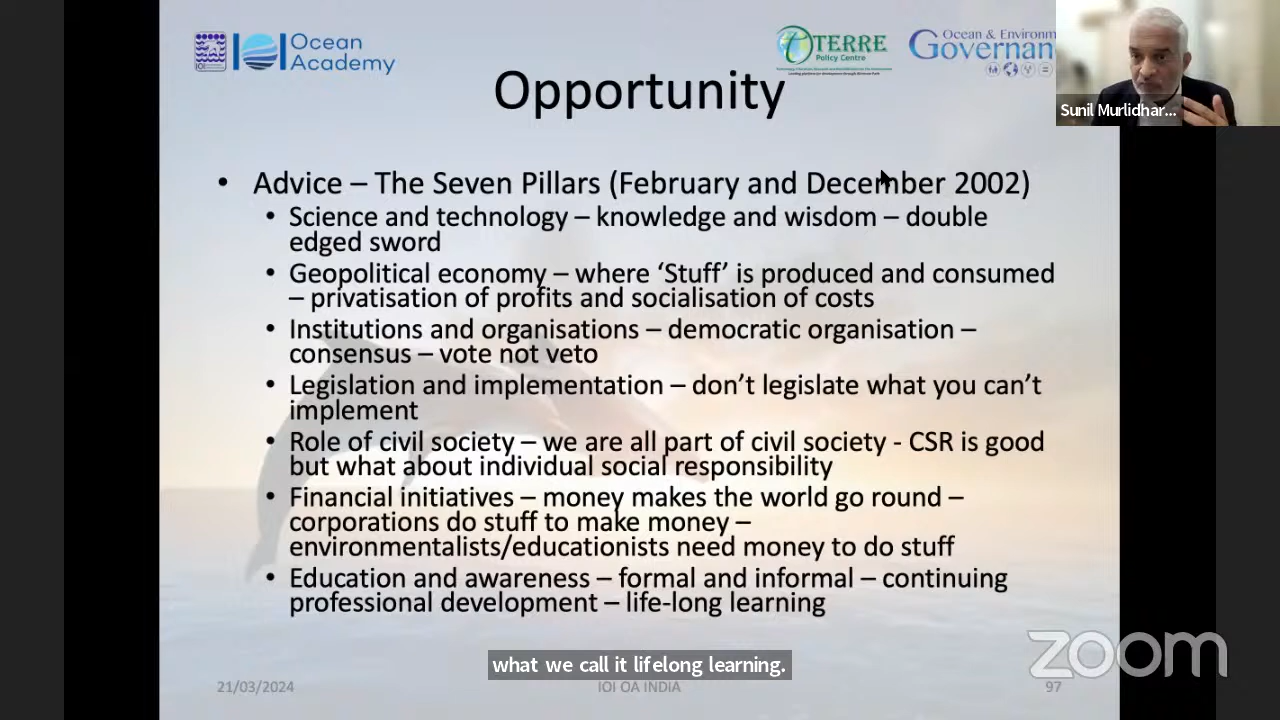 IOI
Ocean
Academy
TERRE
Policy Centre
Ocean & Environm
Governan
Sunil Murlidhar...
Opportunity
• Advice – The Seven Pillars (February and December 2002)
• Science and technology – knowledge and wisdom – double
edged sword
• Geopolitical economy – where ‘Stuff’ is produced and consumed
– privatisation of profits and socialisation of costs
• Institutions and organisations – democratic organisation –
consensus – vote not veto
• Legislation and implementation – don’t legislate what you can’t
implement
• Role of civil society – we are all part of civil society - CSR is good
but what about individual social responsibility
• Financial initiatives – money makes the world go round –
corporations do stuff to make money –
environmentalists/educationists need money to do stuff
• Education and awareness – formal and informal – continuing
professional development – life-long learning
what we call it lifelong learning.
zoom
21/03/2024
IOI OA INDIA
97